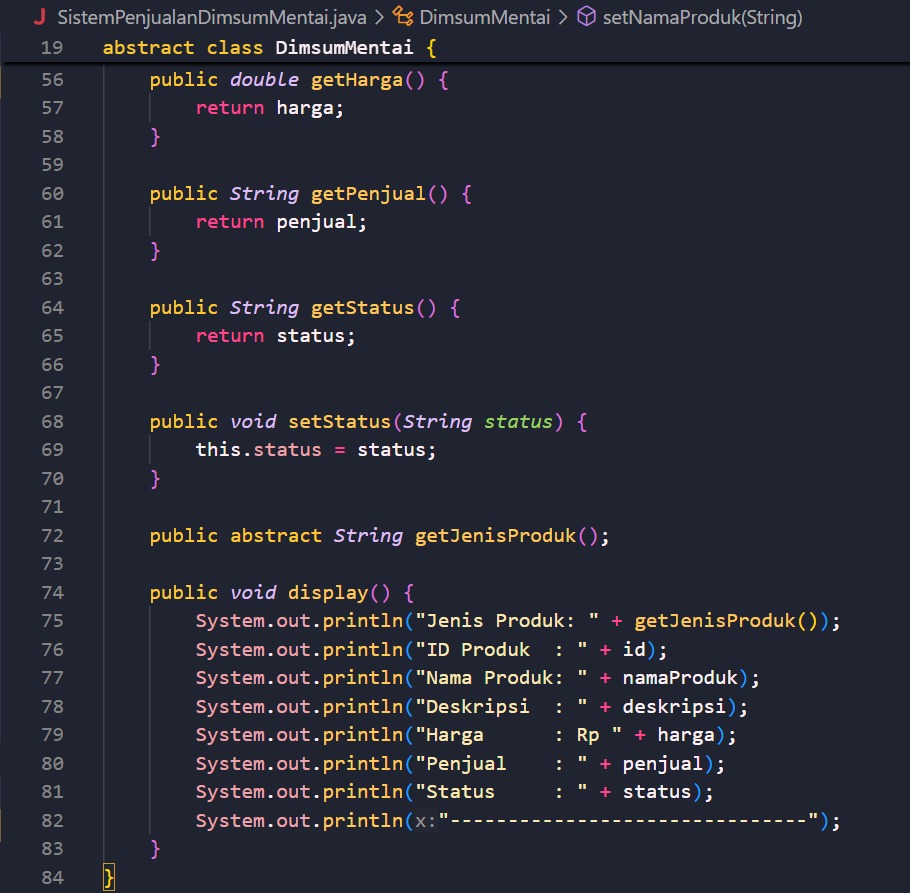 SistemPenjualanDimsumMentai.java > DimsumMentai > setNamaProduk(String)
19 abstract class DimsumMentai {
56     public double getHarga() {
57         return harga;
58     }
59
60     public String getPenjual() {
61         return penjual;
62     }
63
64     public String getStatus() {
65         return status;
66     }
67
68     public void setStatus(String status) {
69         this.status = status;
70     }
71
72     public abstract String getJenisProduk();
73
74     public void display() {
75         System.out.println("Jenis Produk: " + getJenisProduk());
76         System.out.println("ID Produk  : " + id);
77         System.out.println("Nama Produk: " + namaProduk);
78         System.out.println("Deskripsi  : " + deskripsi);
79         System.out.println("Harga      : Rp " + harga);
80         System.out.println("Penjual    : " + penjual);
81         System.out.println("Status     : " + status);
82         System.out.println(x:"-------------------------------");
83     }
84 }